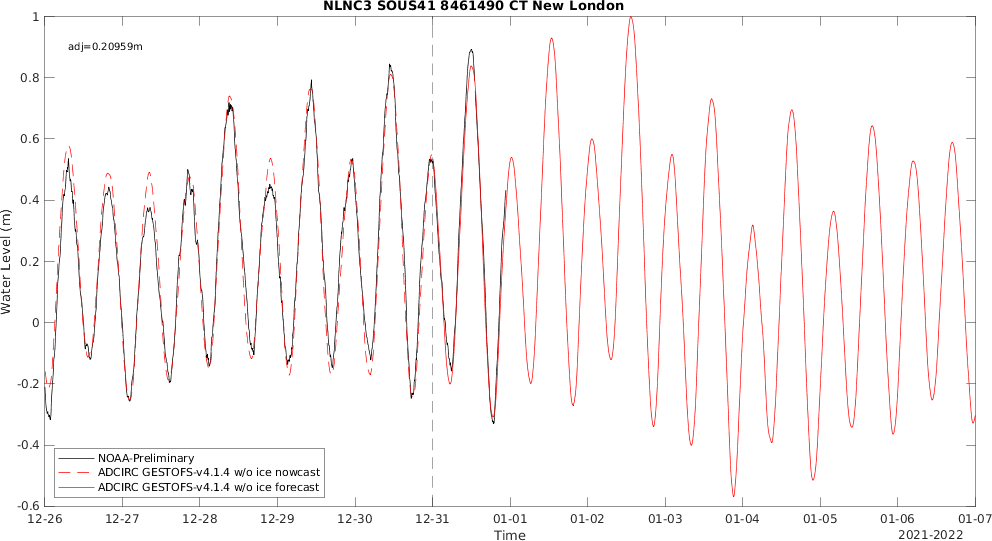 NLNC3 SOUS41 8461490 CT New London
adj=0.20959m
1
0.8
0.6
0.4
0.2
0
-0.2
-0.4
-0.6
Water Level (m)
NOAA-Preliminary
ADCIRC GESTOFS-v4.1.4 w/o ice nowcast
ADCIRC GESTOFS-v4.1.4 w/o ice forecast
12-26 12-27 12-28 12-29 12-30 12-31 01-01 01-02 01-03 01-04 01-05 01-06 01-07
Time
2021-2022